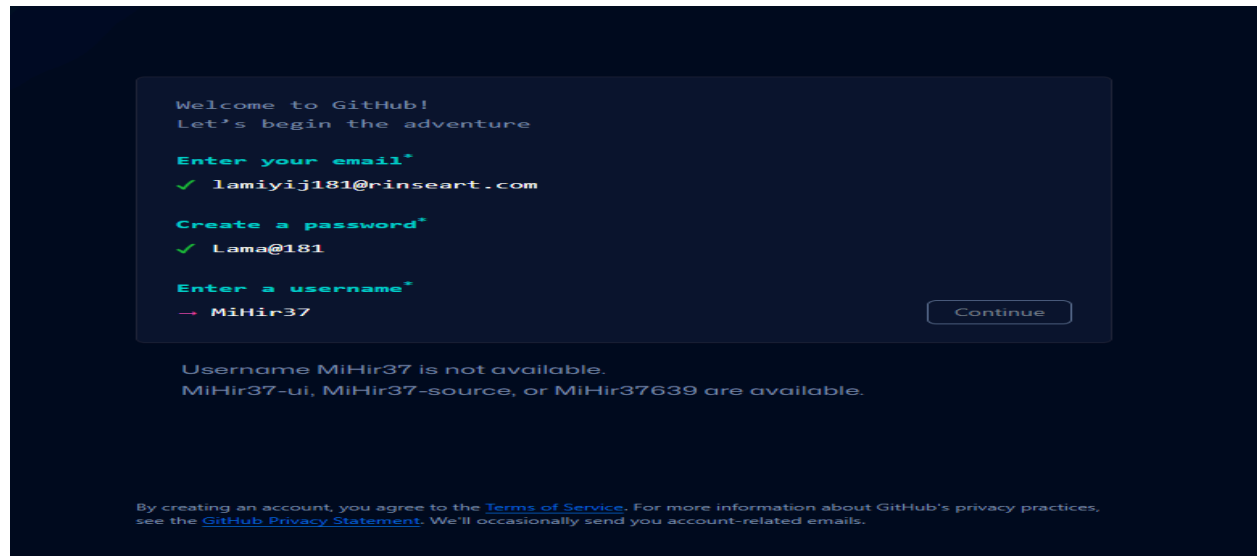 Welcome to GitHub!
Let's begin the adventure
Enter your email*
✓ lamiyij181@rinseart.com
Create a password*
✓ Lama@181
Enter a username*
→ MiHir37
Continue
Username MiHir37 is not available.
MiHir37-ui, MiHir37-source, or MiHir37639 are available.
By creating an account, you agree to the Terms of Service. For more information about GitHub's privacy practices,
see the GitHub Privacy Statement. We'll occasionally send you account-related emails.